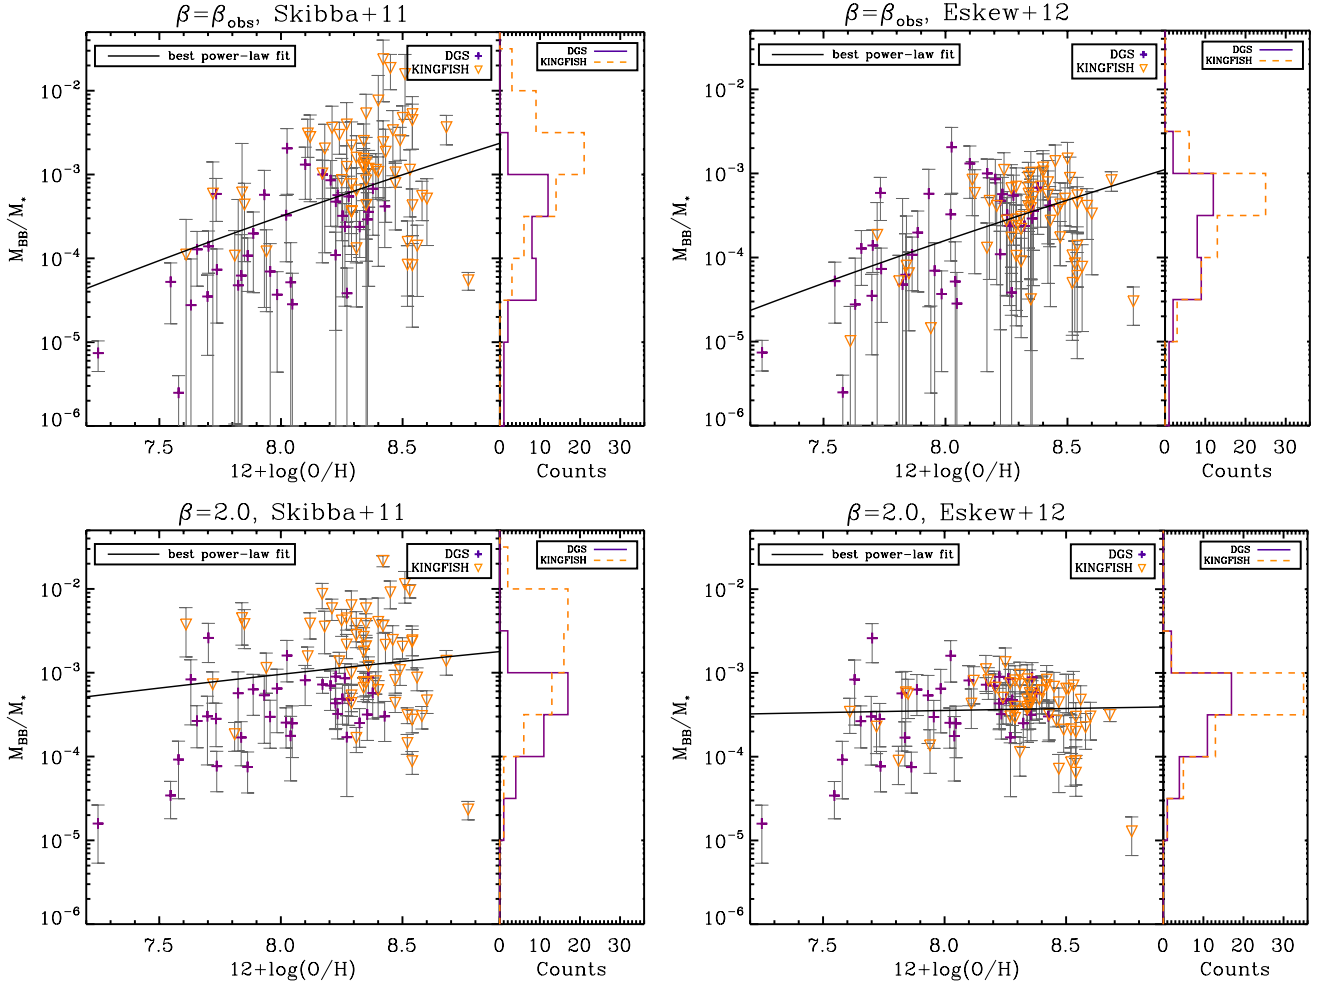 β=β_obs, Skibba+11
best power-law fit
DGS
KINGFISH
DGS
KINGFISH
10^-2
10^-3
10^-4
10^-5
10^-6
M_BB/M_*
7.5 8.0 8.5
12+log(O/H)
0 10 20 30
Counts
β=β_obs, Eskew+12
best power-law fit
DGS
KINGFISH
DGS
KINGFISH
10^-2
10^-3
10^-4
10^-5
10^-6
M_BB/M_*
7.5 8.0 8.5
12+log(O/H)
0 10 20 30
Counts
β=2.0, Skibba+11
best power-law fit
DGS
KINGFISH
DGS
KINGFISH
10^-2
10^-3
10^-4
10^-5
10^-6
M_BB/M_*
7.5 8.0 8.5
12+log(O/H)
0 10 20 30
Counts
β=2.0, Eskew+12
best power-law fit
DGS
KINGFISH
DGS
KINGFISH
10^-2
10^-3
10^-4
10^-5
10^-6
M_BB/M_*
7.5 8.0 8.5
12+log(O/H)
0 10 20 30
Counts